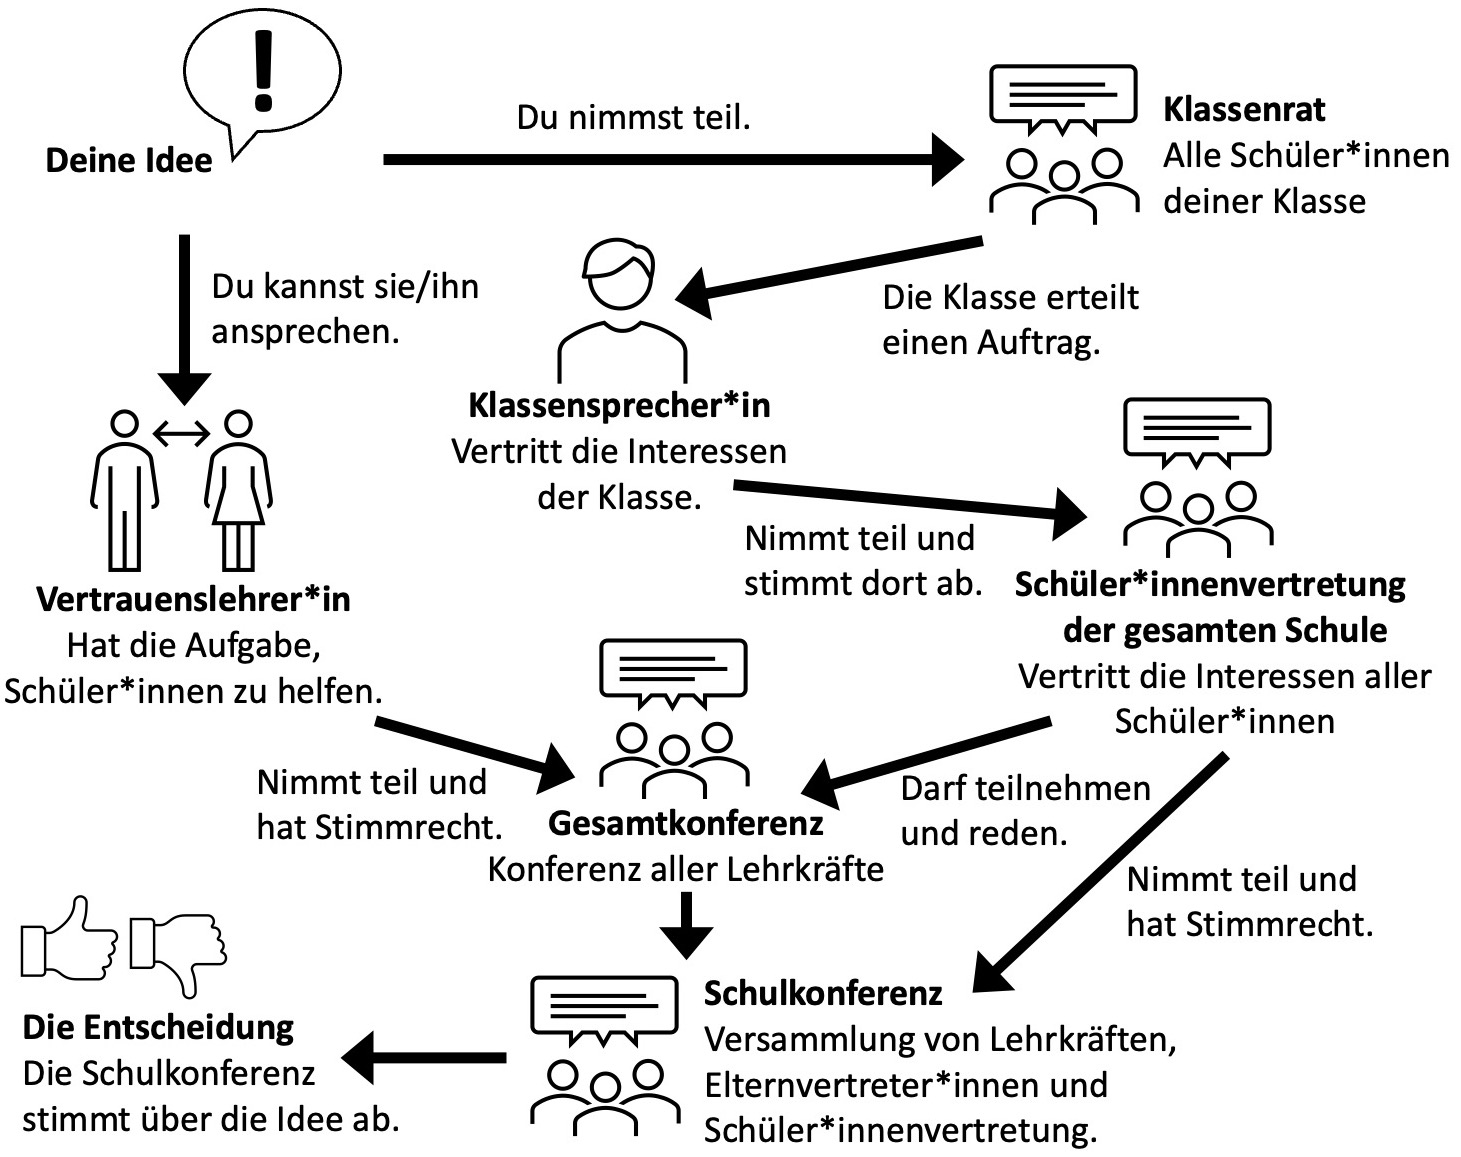 !
Deine Idee
Du nimmst teil.
Klassenrat
Alle Schüler*innen
deiner Klasse
Du kannst sie/ihn
ansprechen.
Die Klasse erteilt
einen Auftrag.
Klassensprecher*in
Vertritt die Interessen
der Klasse.
Nimmt teil und
stimmt dort ab.
Schüler*innenvertretung
der gesamten Schule
Vertritt die Interessen aller
Schüler*innen
Vertrauenslehrer*in
Hat die Aufgabe,
Schüler*innen zu helfen.
Nimmt teil und
hat Stimmrecht.
Gesamtkonferenz
Konferenz aller Lehrkräfte
Darf teilnehmen
und reden.
Nimmt teil und
hat Stimmrecht.
Schulkonferenz
Versammlung von Lehrkräften,
Elternvertreter*innen und
Schüler*innenvertretung.
Die Entscheidung
Die Schulkonferenz
stimmt über die Idee ab.